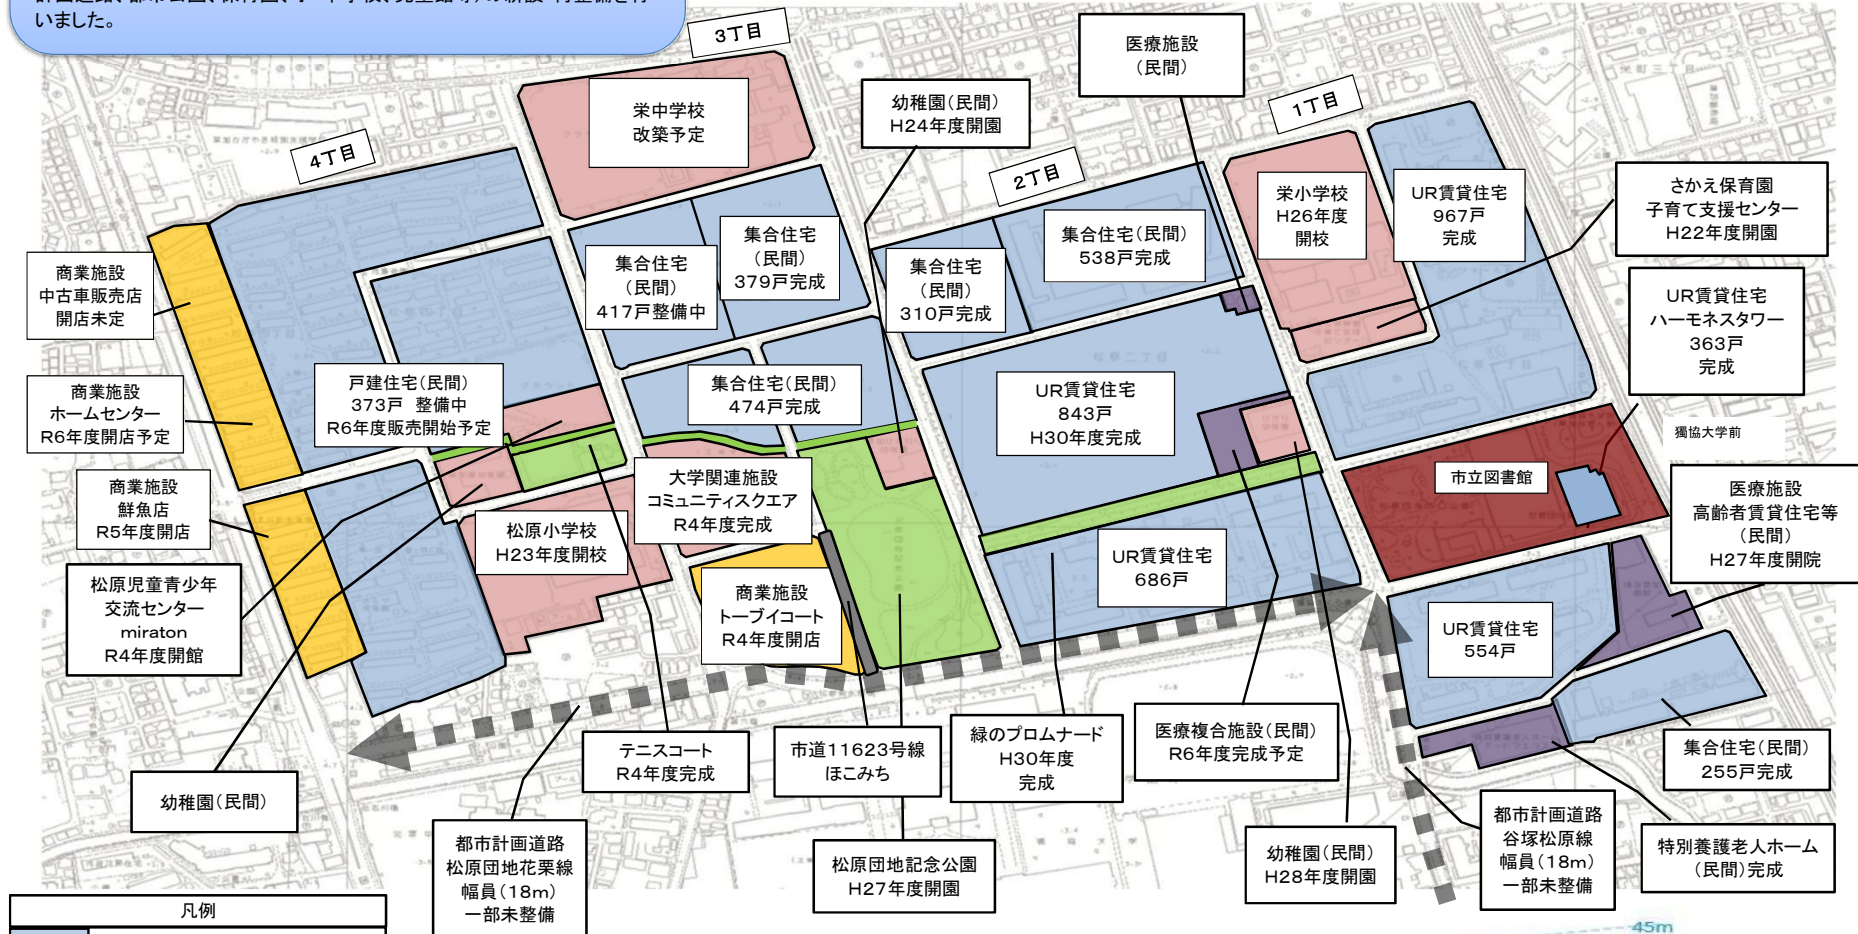 いました。
3丁目
医療施設
(民間)
1丁目
栄中学校
改築予定
幼稚園(民間)
H24年度開園
4丁目
2丁目
栄小学校
H26年度
開校
UR賃貸住宅
967戸
完成
さかえ保育園
子育て支援センター
H22年度開園
集合住宅
(民間)
379戸完成
集合住宅(民間)
538戸完成
集合住宅
(民間)
417戸整備中
集合住宅
(民間)
310戸完成
商業施設
中古車販売店
開店未定
UR賃貸住宅
ハーモネスタワー
363戸
完成
商業施設
ホームセンター
R6年度開店予定
戸建住宅(民間)
373戸 整備中
R6年度販売開始予定
集合住宅(民間)
474戸完成
UR賃貸住宅
843戸
H30年度完成
獨協大学前
市立図書館
商業施設
鮮魚店
R5年度開店
大学関連施設
コミュニティスクエア
R4年度完成
医療施設
高齢者賃貸住宅等
(民間)
H27年度開院
松原小学校
H23年度開校
UR賃貸住宅
686戸
松原児童青少年
交流センター
miraton
R4年度開館
商業施設
トーブイコート
R4年度開店
UR賃貸住宅
554戸
テニスコート
R4年度完成
市道11623号線
ほこみち
緑のプロムナード
H30年度
完成
医療複合施設(民間)
R6年度完成予定
集合住宅(民間)
255戸完成
幼稚園(民間)
都市計画道路
松原団地花栗線
幅員(18m)
一部未整備
松原団地記念公園
H27年度開園
幼稚園(民間)
H28年度開園
都市計画道路
谷塚松原線
幅員(18m)
一部未整備
特別養護老人ホーム
(民間)完成
凡例
45m